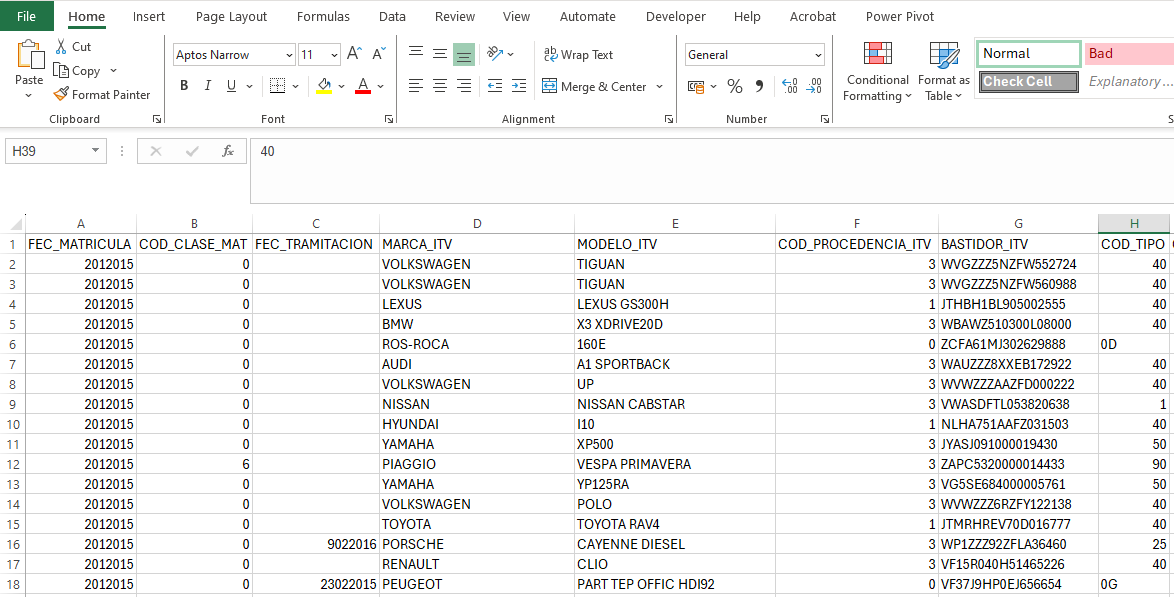 File Home Insert Page Layout Formulas Data Review View Automate Developer Help Acrobat Power Pivot
Cut Aptos Narrow 11 A A Wrap Text General Normal Bad
Paste Copy Conditional Format as Check Cell Explanatory ...
Format Painter B I U A Merge & Center % Formatting Table
Clipboard Font Alignment Number S
H39 fx 40
A B C D E F G H
1 FEC_MATRICULA COD_CLASE_MAT FEC_TRAMITACION MARCA_ITV MODELO_ITV COD_PROCEDENCIA_ITV BASTIDOR_ITV COD_TIPO
2 2012015 0 VOLKSWAGEN TIGUAN 3 WVGZZZ5NZFW552724 40
3 2012015 0 VOLKSWAGEN TIGUAN 3 WVGZZZ5NZFW560988 40
4 2012015 0 LEXUS LEXUS GS300H 1 JTHBH1BL905002555 40
5 2012015 0 BMW X3 XDRIVE20D 3 WBAWZ510300L08000 40
6 2012015 0 ROS-ROCA 160E 0 ZCFA61MJ302629888 0D
7 2012015 0 AUDI A1 SPORTBACK 3 WAUZZZ8XXEB172922 40
8 2012015 0 VOLKSWAGEN UP 3 WVWZZZAAZFD000222 40
9 2012015 0 NISSAN NISSAN CABSTAR 3 VWASDFTL053820638 1
10 2012015 0 HYUNDAI I10 1 NLHA751AAFZ031503 40
11 2012015 0 YAMAHA XP500 3 JYASJ091000019430 50
12 2012015 6 PIAGGIO VESPA PRIMAVERA 3 ZAPC5320000014433 90
13 2012015 0 YAMAHA YP125RA 3 VG5SE684000005761 50
14 2012015 0 VOLKSWAGEN POLO 3 WVWZZZ6RZFY122138 40
15 2012015 0 TOYOTA TOYOTA RAV4 1 JTMRHREV70D016777 40
16 2012015 0 9022016 PORSCHE CAYENNE DIESEL 3 WP1ZZZ92ZFLA36460 25
17 2012015 0 RENAULT CLIO 3 VF15R040H51465226 40
18 2012015 0 23022015 PEUGEOT PART TEP OFFIC HDI92 0 VF37J9HP0EJ656654 0G